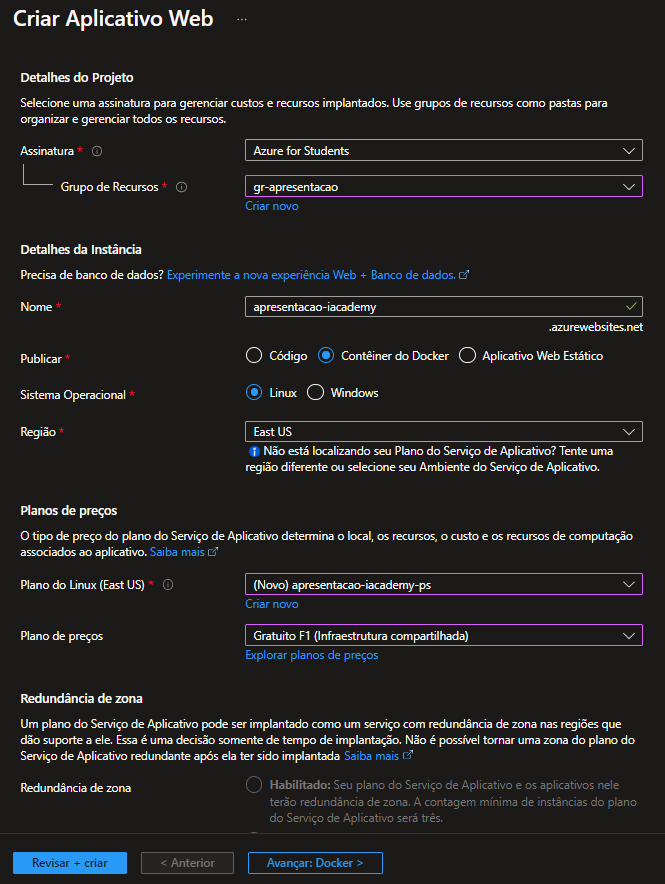 Criar Aplicativo Web ...
Detalhes do Projeto
Selecione uma assinatura para gerenciar custos e recursos implantados. Use grupos de recursos como pastas para
organizar e gerenciar todos os recursos.
Assinatura * Azure for Students
Grupo de Recursos * gr-apresentacao
Criar novo
Detalhes da Instância
Precisa de banco de dados? Experimente a nova experiência Web + Banco de dados.
Nome * apresentacao-iacademy
.azurewebsites.net
Publicar * Código Contêiner do Docker Aplicativo Web Estático
Sistema Operacional * Linux Windows
Região * East US
Não está localizando seu Plano do Serviço de Aplicativo? Tente uma
região diferente ou selecione seu Ambiente do Serviço de Aplicativo.
Planos de preços
O tipo de preço do plano do Serviço de Aplicativo determina o local, os recursos, o custo e os recursos de computação
associados ao aplicativo. Saiba mais
Plano do Linux (East US) * (Novo) apresentacao-iacademy-ps
Criar novo
Plano de preços Gratuito F1 (Infraestrutura compartilhada)
Explorar planos de preços
Redundância de zona
Um plano do Serviço de Aplicativo pode ser implantado como um serviço com redundância de zona nas regiões que
dão suporte a ele. Essa é uma decisão somente de tempo de implantação. Não é possível tornar uma zona do plano do
Serviço de Aplicativo redundante após ela ter sido implantada Saiba mais
Redundância de zona Habilitado: Seu plano do Serviço de Aplicativo e os aplicativos nele
terão redundância de zona. A contagem mínima de instâncias do plano
do Serviço de Aplicativo será três.
Revisar + criar < Anterior Avançar: Docker >